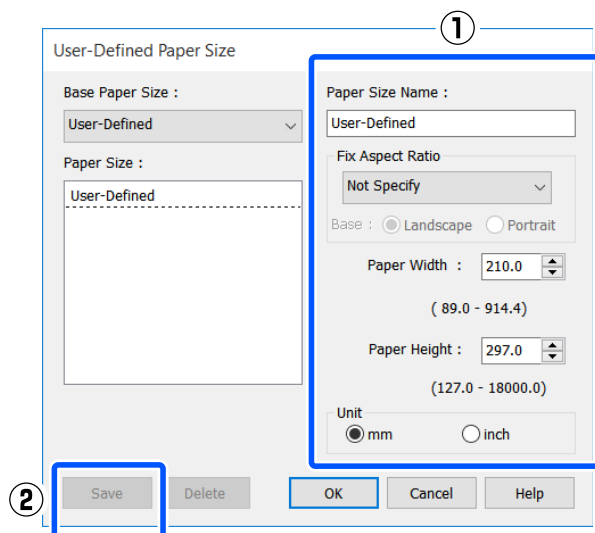 ①
User-Defined Paper Size
Base Paper Size :
User-Defined
Paper Size :
User-Defined
Paper Size Name :
User-Defined
Fix Aspect Ratio
Not Specify
Base : Landscape Portrait
Paper Width : 210.0
( 89.0 - 914.4)
Paper Height : 297.0
(127.0 - 18000.0)
Unit
mm inch
②
Save Delete OK Cancel Help